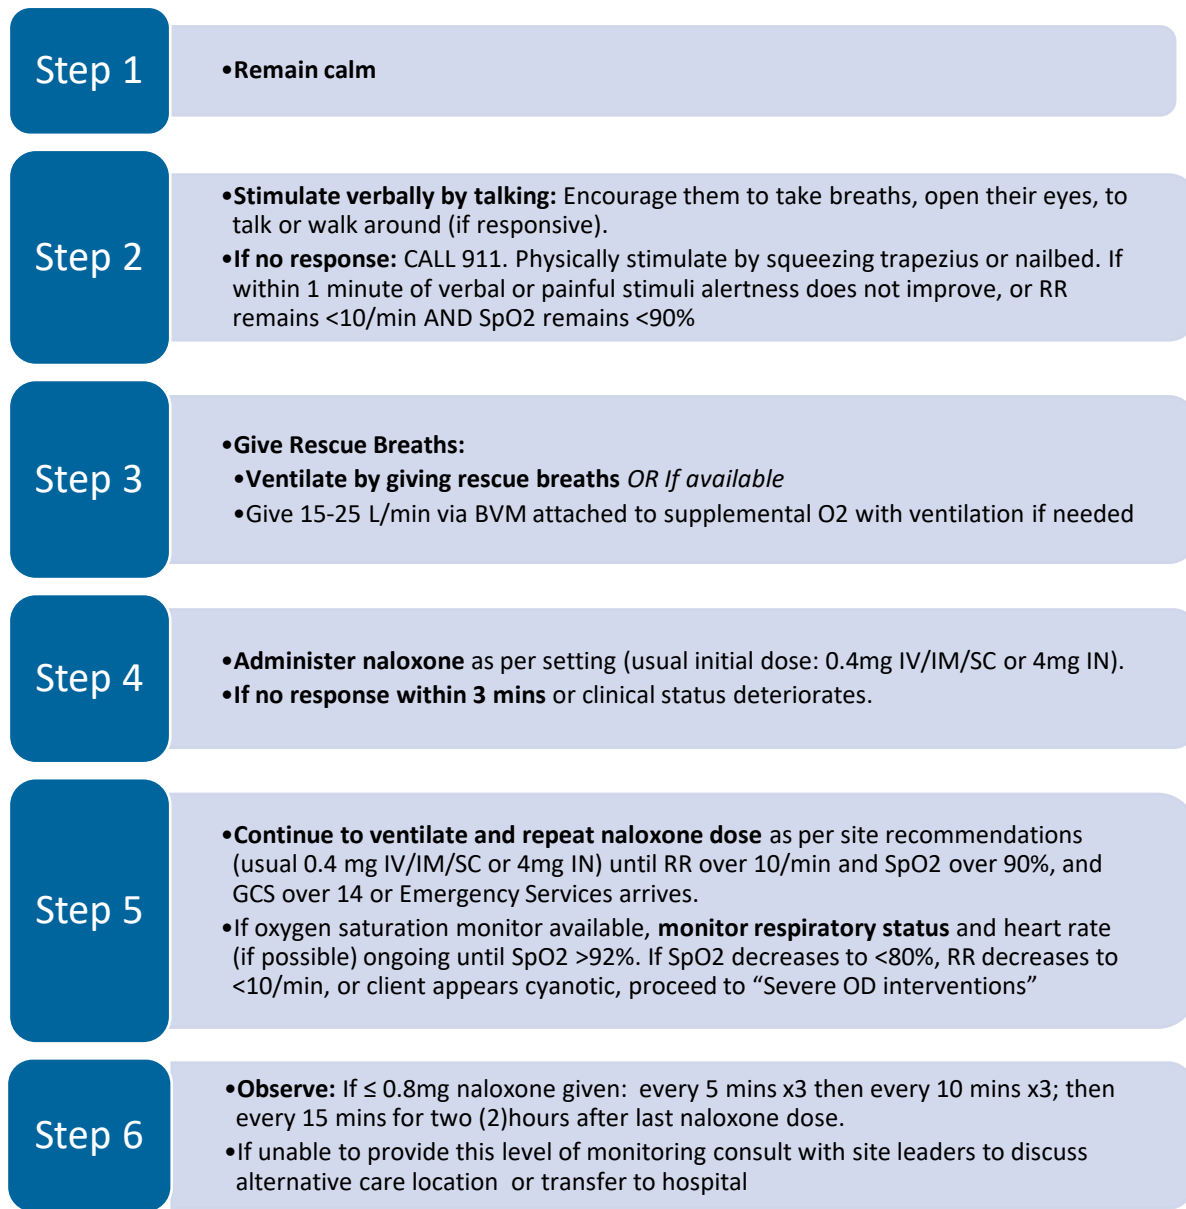 Step 1
•Remain calm
Step 2
•Stimulate verbally by talking: Encourage them to take breaths, open their eyes, to
talk or walk around (if responsive).
•If no response: CALL 911. Physically stimulate by squeezing trapezius or nailbed. If
within 1 minute of verbal or painful stimuli alertness does not improve, or RR
remains <10/min AND SpO2 remains <90%
Step 3
•Give Rescue Breaths:
•Ventilate by giving rescue breaths OR If available
•Give 15-25 L/min via BVM attached to supplemental O2 with ventilation if needed
Step 4
•Administer naloxone as per setting (usual initial dose: 0.4mg IV/IM/SC or 4mg IN).
•If no response within 3 mins or clinical status deteriorates.
Step 5
•Continue to ventilate and repeat naloxone dose as per site recommendations
(usual 0.4 mg IV/IM/SC or 4mg IN) until RR over 10/min and SpO2 over 90%, and
GCS over 14 or Emergency Services arrives.
•If oxygen saturation monitor available, monitor respiratory status and heart rate
(if possible) ongoing until SpO2 >92%. If SpO2 decreases to <80%, RR decreases to
<10/min, or client appears cyanotic, proceed to “Severe OD interventions”
Step 6
•Observe: If ≤ 0.8mg naloxone given: every 5 mins x3 then every 10 mins x3; then
every 15 mins for two (2)hours after last naloxone dose.
•If unable to provide this level of monitoring consult with site leaders to discuss
alternative care location or transfer to hospital